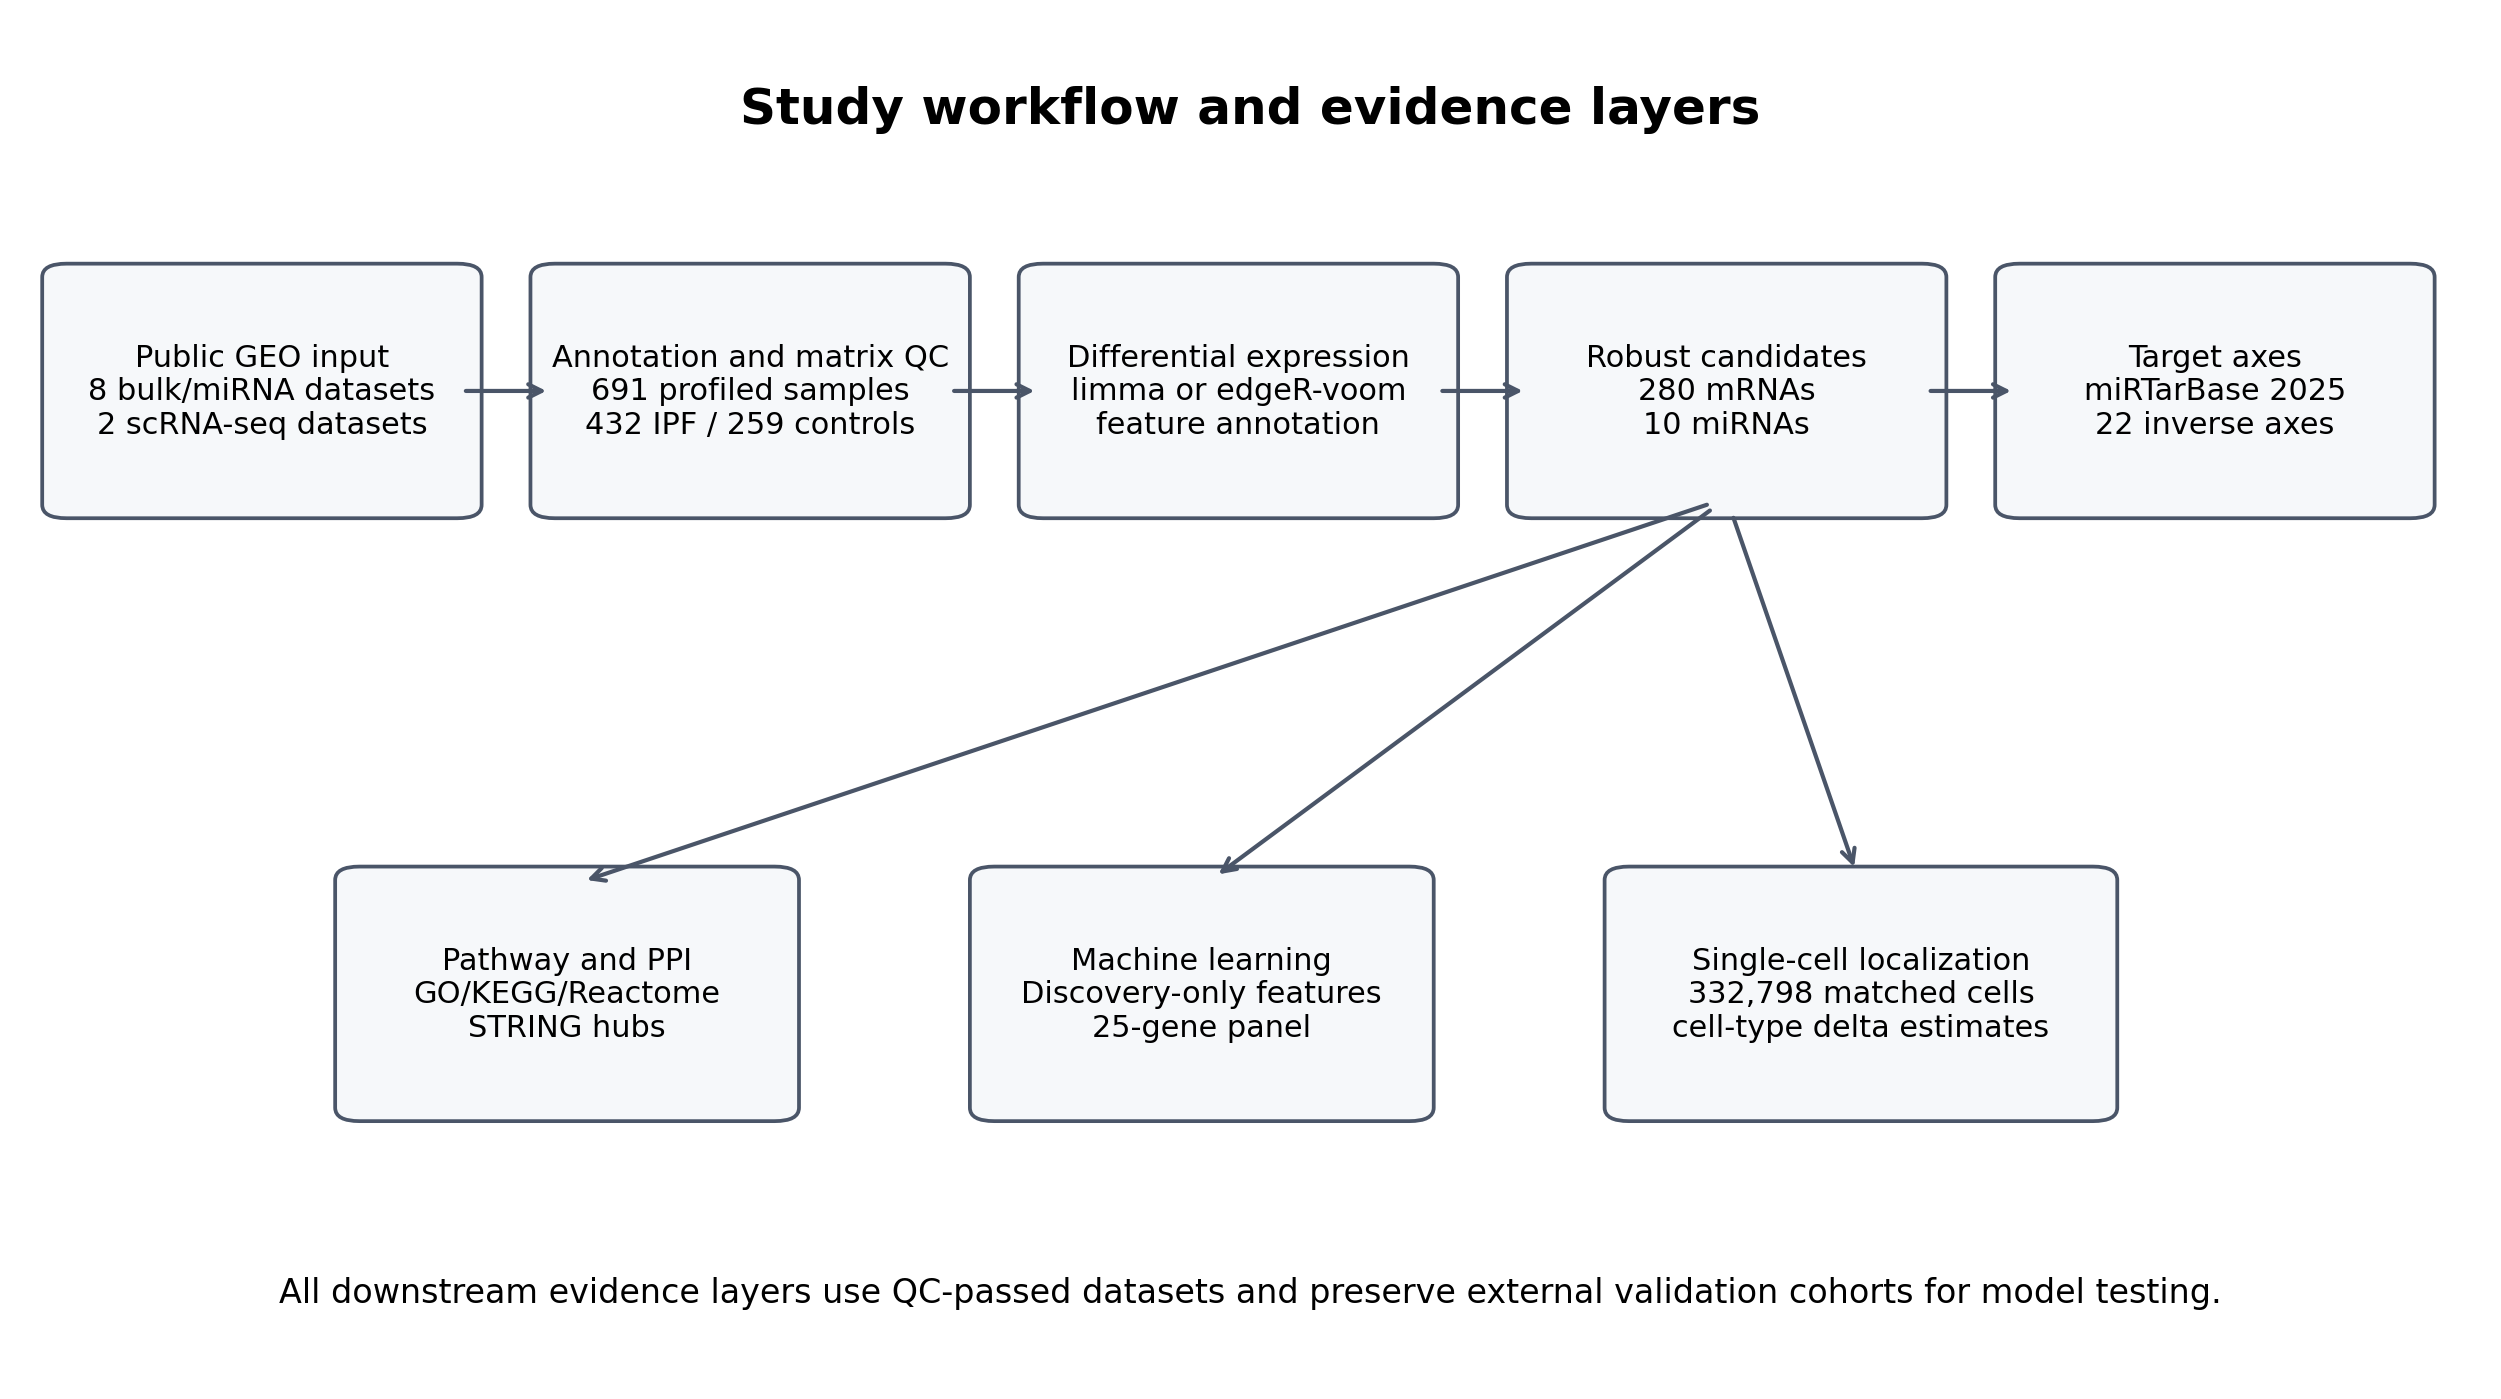 Study workflow and evidence layers
Public GEO input
8 bulk/miRNA datasets
2 scRNA-seq datasets
Annotation and matrix QC
691 profiled samples
432 IPF / 259 controls
Differential expression
limma or edgeR-voom
feature annotation
Robust candidates
280 mRNAs
10 miRNAs
Target axes
miRTarBase 2025
22 inverse axes
Pathway and PPI
GO/KEGG/Reactome
STRING hubs
Machine learning
Discovery-only features
25-gene panel
Single-cell localization
332,798 matched cells
cell-type delta estimates
All downstream evidence layers use QC-passed datasets and preserve external validation cohorts for model testing.